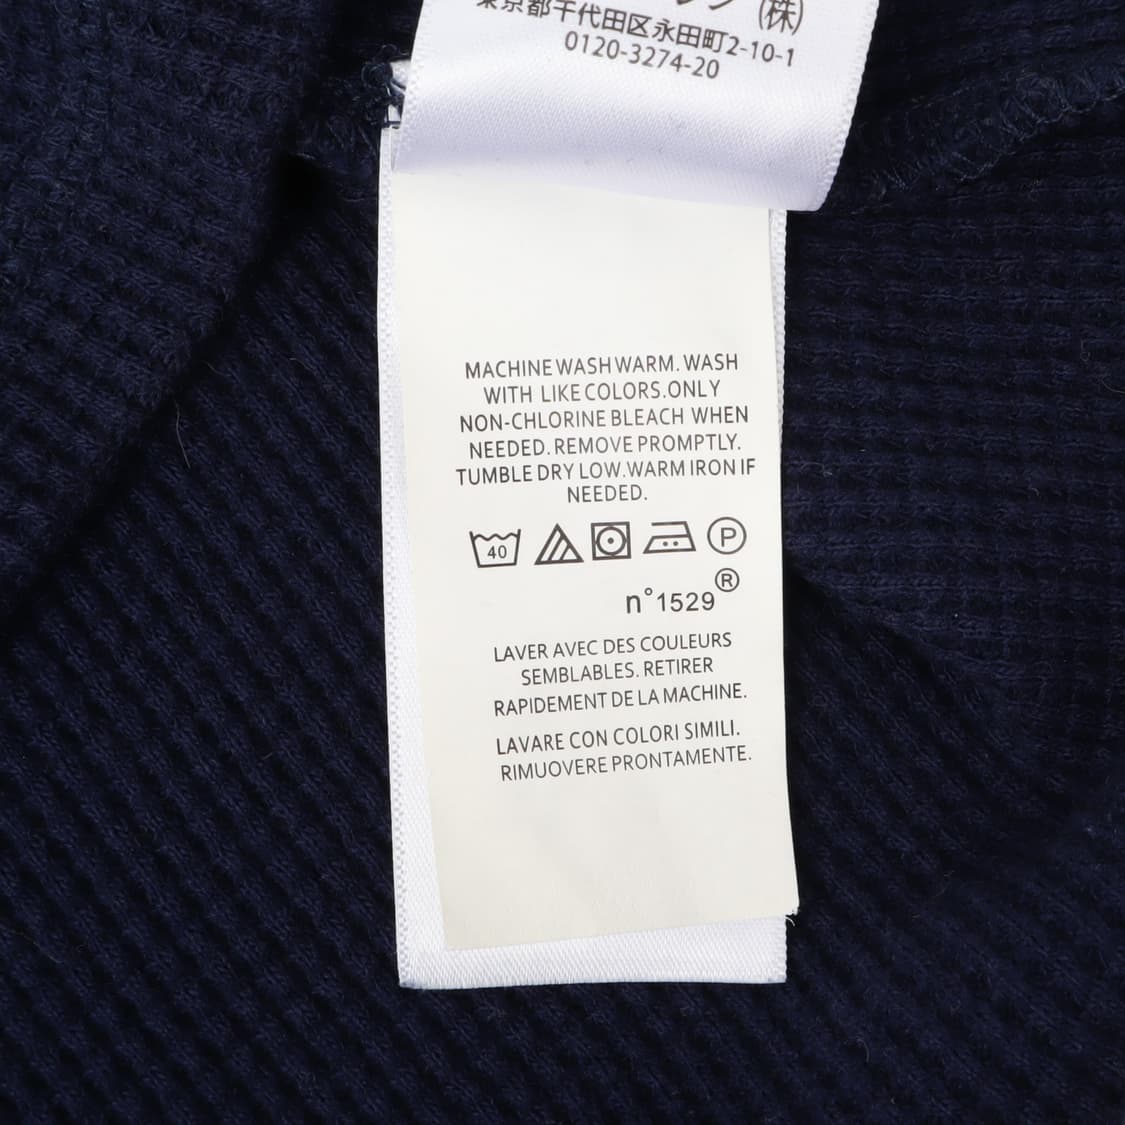 (株)
東京都千代田区永田町2-10-1
0120-3274-20
MACHINE WASH WARM. WASH
WITH LIKE COLORS.ONLY
NON-CHLORINE BLEACH WHEN
NEEDED. REMOVE PROMPTLY.
TUMBLE DRY LOW.WARM IRON IF
NEEDED.
40 P
n°1529®
LAVER AVEC DES COULEURS
SEMBLABLES. RETIRER
RAPIDEMENT DE LA MACHINE.
LAVARE CON COLORI SIMILI.
RIMUOVERE PRONTAMENTE.